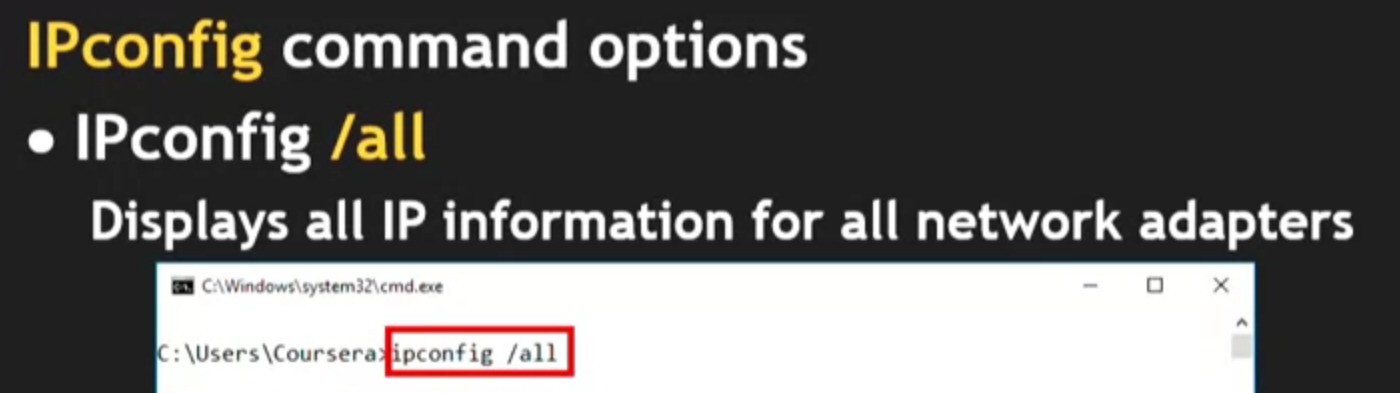 IPconfig command options
• IPconfig /all
Displays all IP information for all network adapters
C:\Windows\system32\cmd.exe
C:\Users\Coursera>ipconfig /all